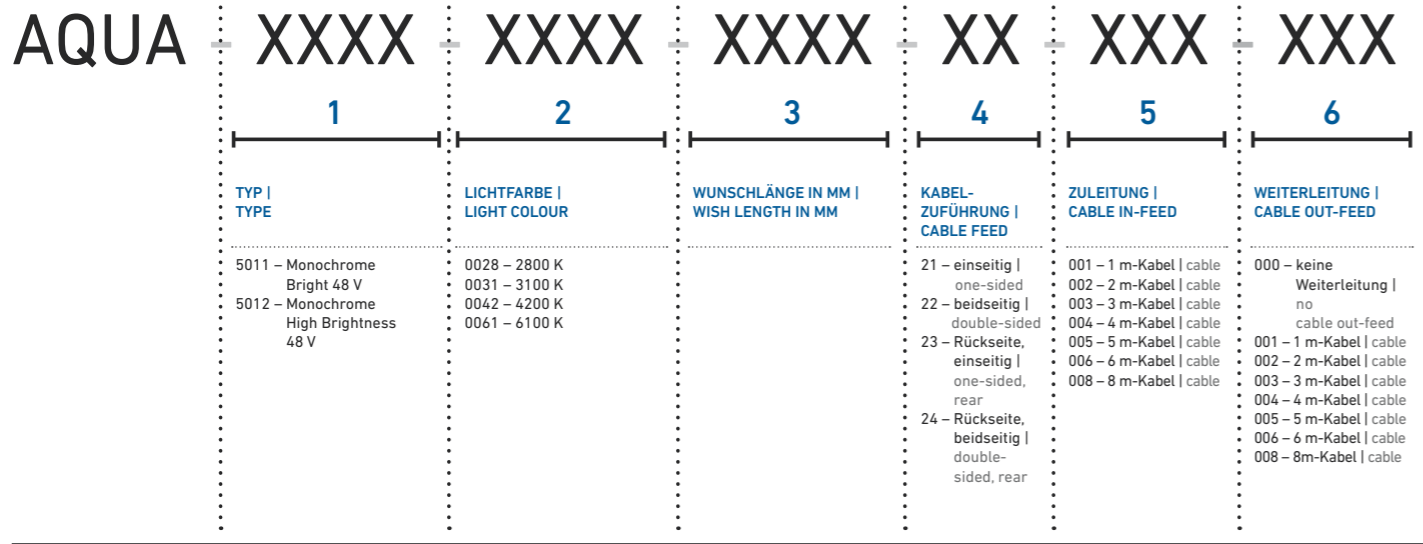 AQUA - XXXX - XXXX - XXXX - XX - XXX - XXX
1
2
3
4
5
6
TYP |
TYPE
5011 – Monochrome
Bright 48 V
5012 – Monochrome
High Brightness
48 V
LICHTFARBE |
LIGHT COLOUR
0028 – 2800 K
0031 – 3100 K
0042 – 4200 K
0061 – 6100 K
WUNSCHLÄNGE IN MM |
WISH LENGTH IN MM
KABEL-
ZUFÜHRUNG |
CABLE FEED
21 – einseitig |
one-sided
22 – beidseitig |
double-sided
23 – Rückseite,
einseitig |
one-sided,
rear
24 – Rückseite,
beidseitig |
double-
sided, rear
ZULEITUNG |
CABLE IN-FEED
001 – 1 m-Kabel | cable
002 – 2 m-Kabel | cable
003 – 3 m-Kabel | cable
004 – 4 m-Kabel | cable
005 – 5 m-Kabel | cable
006 – 6 m-Kabel | cable
008 – 8 m-Kabel | cable
WEITERLEITUNG |
CABLE OUT-FEED
000 – keine
Weiterleitung |
no
cable out-feed
001 – 1 m-Kabel | cable
002 – 2 m-Kabel | cable
003 – 3 m-Kabel | cable
004 – 4 m-Kabel | cable
005 – 5 m-Kabel | cable
006 – 6 m-Kabel | cable
008 – 8m-Kabel | cable